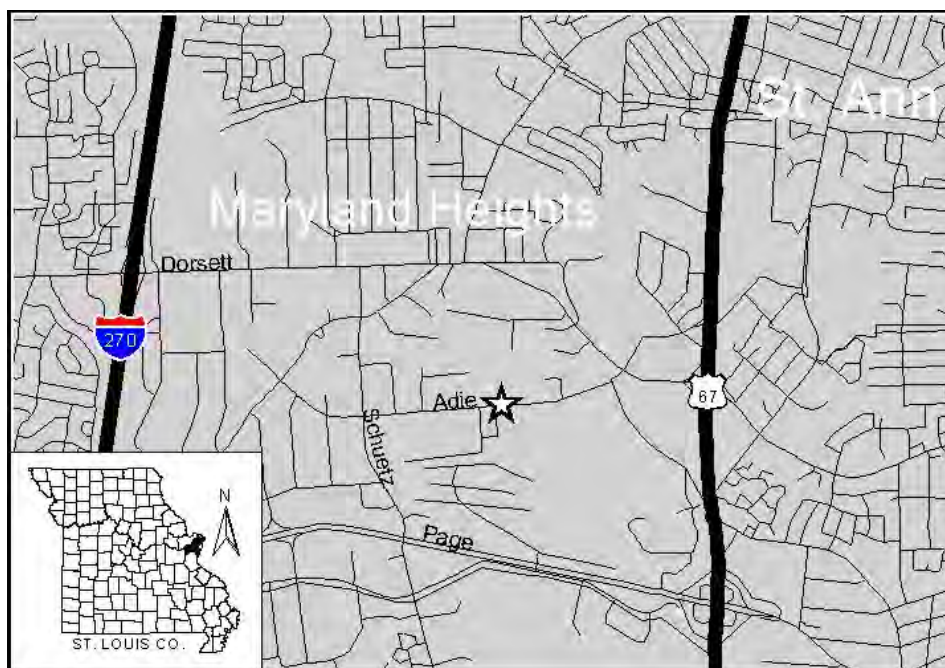 St. Ann
Maryland Heights
Dorsett
270
Adie
67
Schuetz
Page
N
ST. LOUIS CO.